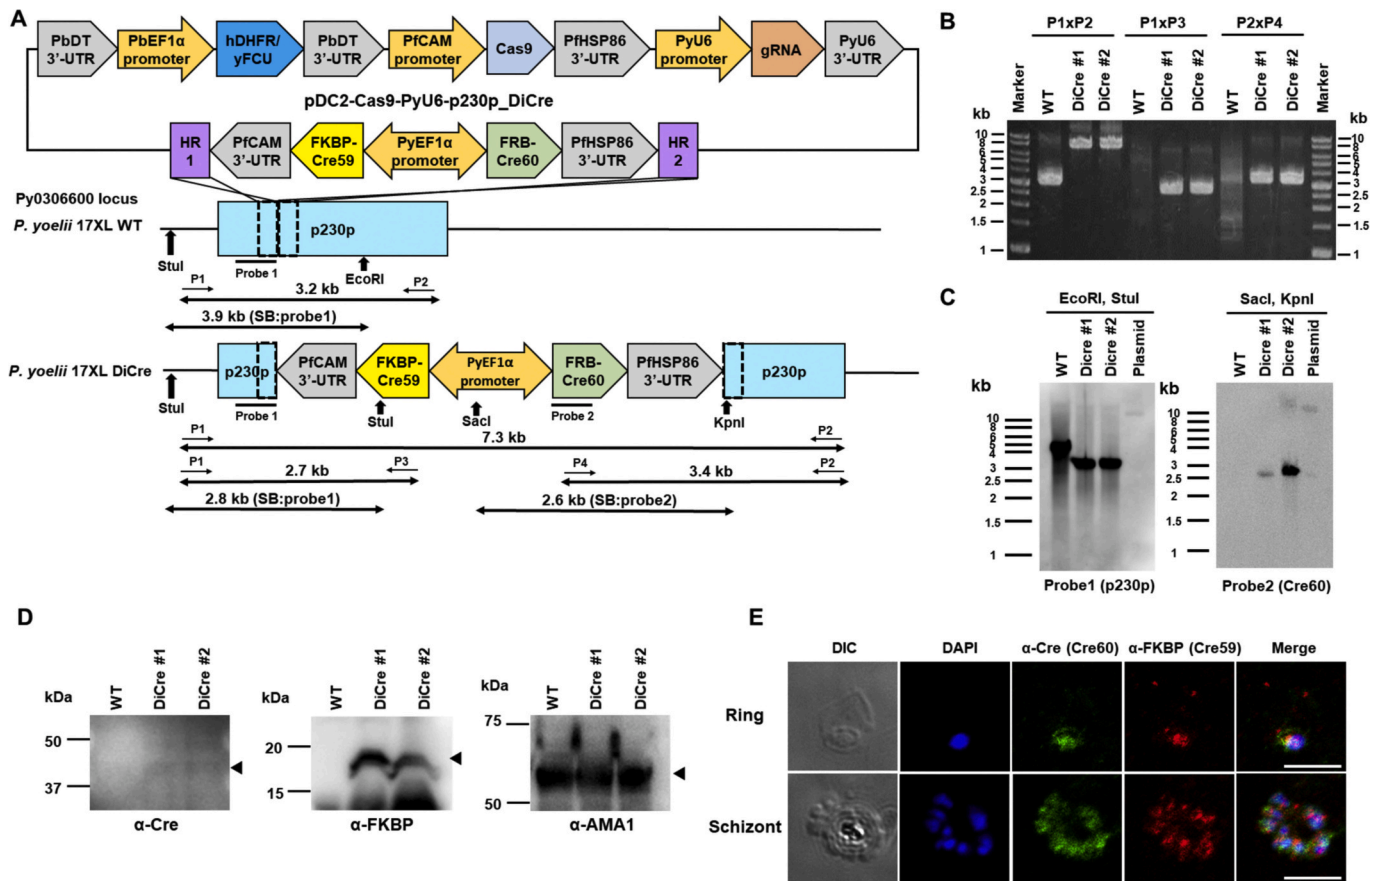 A
PbDT 3'-UTR
PbEF1α promoter
hDHFR/ yFCU
PbDT 3'-UTR
PfCAM promoter
Cas9
PfHSP86 3'-UTR
PyU6 promoter
gRNA
PyU6 3'-UTR
pDC2-Cas9-PyU6-p230p_DiCre
HR 1
PfCAM 3'-UTR
FKBP- Cre59
PyEF1α promoter
FRB- Cre60
PfHSP86 3'-UTR
HR 2
Py0306600 locus
P. yoelii 17XL WT
p230p
StuI
Probe 1
EcoRI
P1
3.2 kb
P2
3.9 kb (SB:probe1)
P. yoelii 17XL DiCre
p230p
PfCAM 3'-UTR
FKBP- Cre59
PyEF1α promoter
FRB- Cre60
PfHSP86 3'-UTR
p230p
StuI
Probe 1
StuI
SacI
Probe 2
KpnI
P1
7.3 kb
P2
P1
2.7 kb
P3
P4
3.4 kb
P2
2.8 kb (SB:probe1)
2.6 kb (SB:probe2)
B
P1xP2
P1xP3
P2xP4
Marker
WT
DiCre #1
DiCre #2
WT
DiCre #1
DiCre #2
WT
DiCre #1
DiCre #2
Marker
kb
10
8
6
5
4
3
2.5
2
1.5
1
kb
10
8
6
5
4
3
2.5
2
1.5
1
C
EcoRI, StuI
WT
Dicre #1
DiCre #2
Plasmid
kb
10
8
6
5
4
3
2.5
2
1.5
1
Probe1 (p230p)
SacI, KpnI
WT
Dicre #1
DiCre #2
Plasmid
kb
10
8
6
5
4
3
2.5
2
1.5
1
Probe2 (Cre60)
D
kDa
WT
DiCre #1
DiCre #2
50
37
α-Cre
kDa
WT
DiCre #1
DiCre #2
20
15
α-FKBP
kDa
WT
DiCre #1
DiCre #2
75
50
α-AMA1
E
DIC
DAPI
α-Cre (Cre60)
α-FKBP (Cre59)
Merge
Ring
Schizont